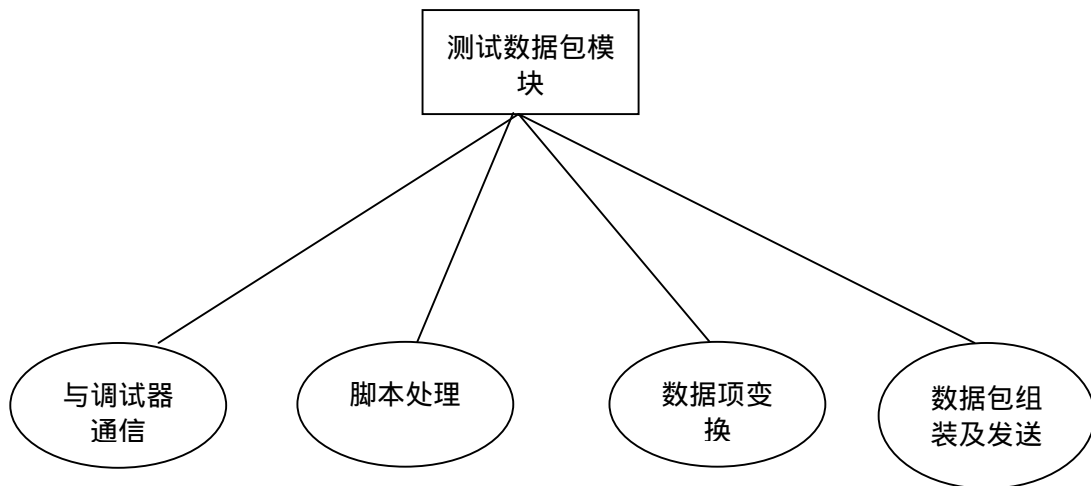 测试数据包模
块
与调试器
通信
脚本处理
数据项变
换
数据包组
装及发送